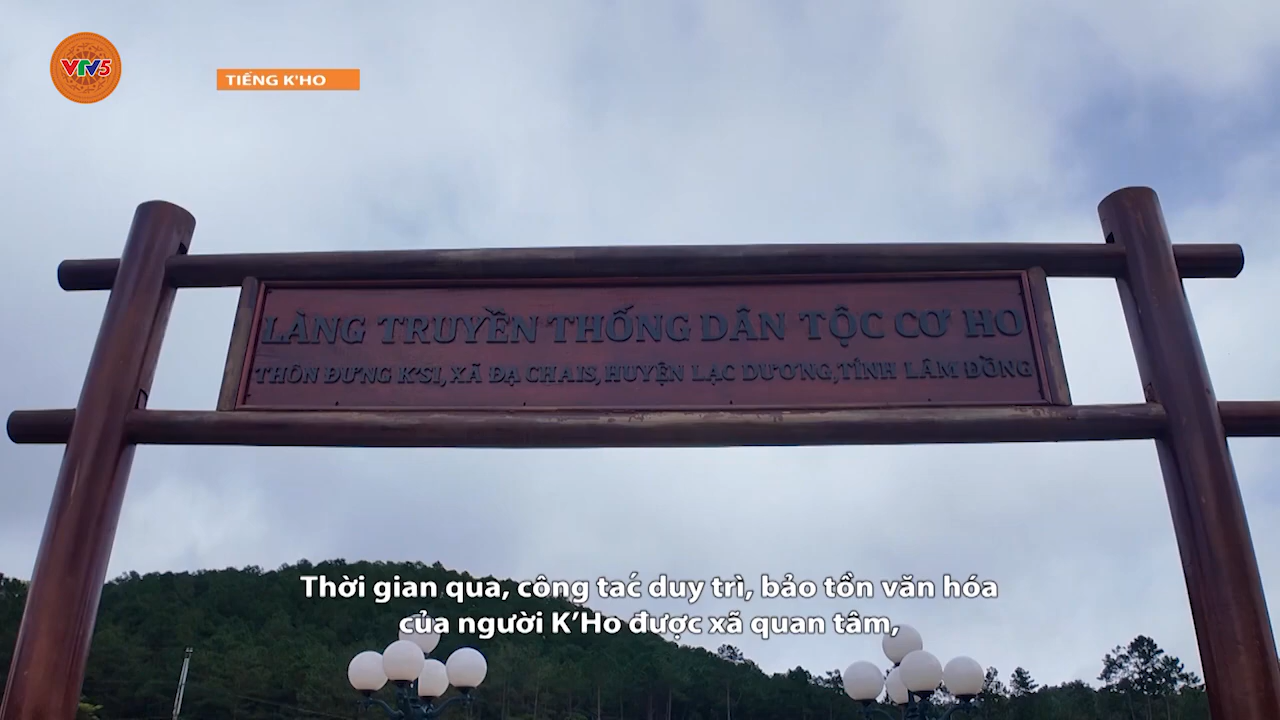 VTV5
TIẾNG K'HO
LÀNG TRUYỀN THỐNG DÂN TỘC CƠ HO
THÔN ĐƯNG K'SI, XÃ ĐẠ CHAIS, HUYỆN LẠC DƯƠNG, TỈNH LÂM ĐỒNG
Thời gian qua, công tác duy trì, bảo tồn văn hóa
của người K'Ho được xã quan tâm,